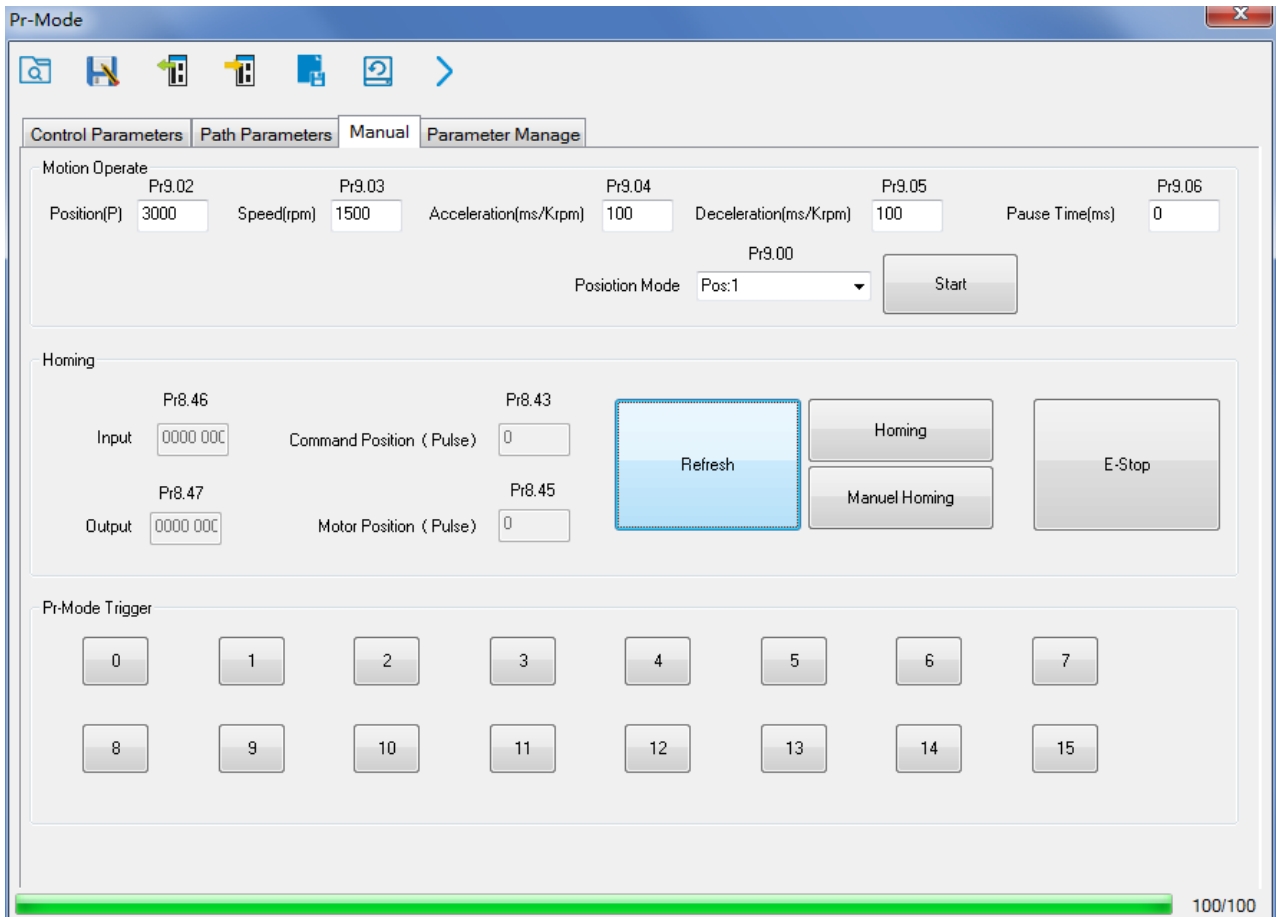 Pr-Mode
Control Parameters Path Parameters Manual Parameter Manage
Motion Operate
Pr9.02 Pr9.03 Pr9.04 Pr9.05 Pr9.06
Position(P) 3000 Speed(rpm) 1500 Acceleration(ms/Krpm) 100 Deceleration(ms/Krpm) 100 Pause Time(ms) 0
Pr9.00
Posiotion Mode Pos:1 Start
Homing
Pr8.46 Pr8.43
Input 0000 000 Command Position ( Pulse ) 0
Refresh Homing E-Stop
Manuel Homing
Pr8.47 Pr8.45
Output 0000 000 Motor Position ( Pulse ) 0
Pr-Mode Trigger
0 1 2 3 4 5 6 7
8 9 10 11 12 13 14 15
100/100